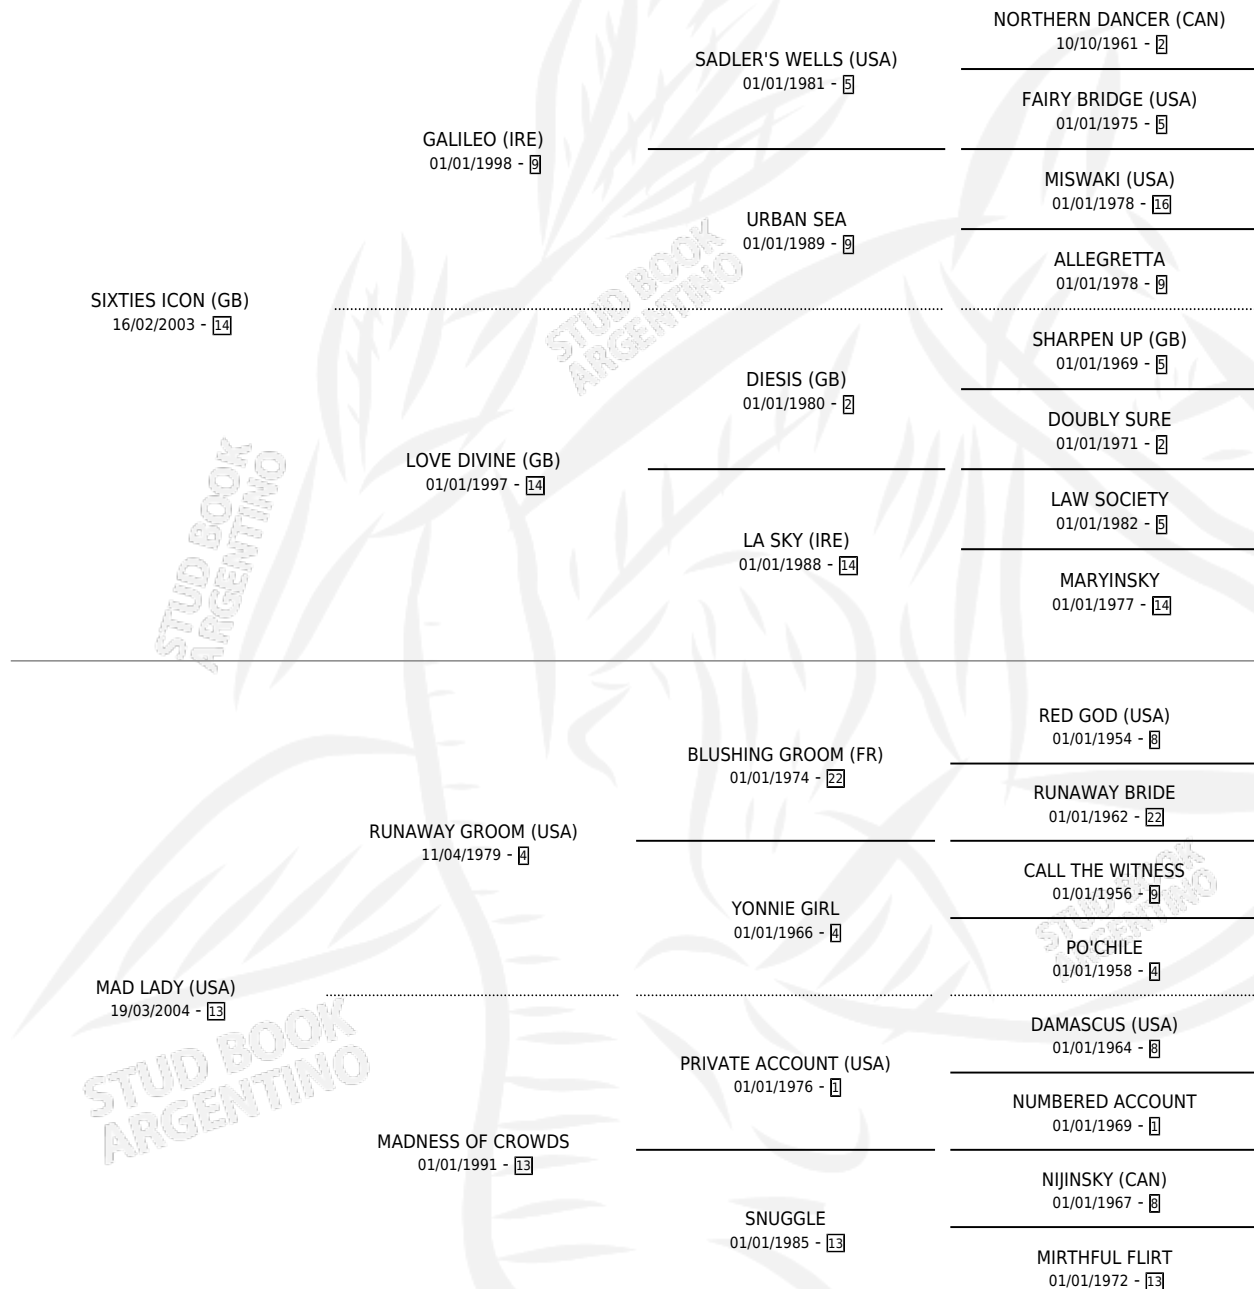 NORTHERN DANCER (CAN)
10/10/1961 - 2
SADLER'S WELLS (USA)
01/01/1981 - 5
FAIRY BRIDGE (USA)
01/01/1975 - 5
GALILEO (IRE)
01/01/1998 - 9
MISWAKI (USA)
01/01/1978 - 16
URBAN SEA
01/01/1989 - 9
ALLEGRETTA
01/01/1978 - 9
SIXTIES ICON (GB)
16/02/2003 - 14
SHARPEN UP (GB)
01/01/1969 - 5
DIESIS (GB)
01/01/1980 - 2
DOUBLY SURE
01/01/1971 - 2
LOVE DIVINE (GB)
01/01/1997 - 14
LAW SOCIETY
01/01/1982 - 5
LA SKY (IRE)
01/01/1988 - 14
MARYINSKY
01/01/1977 - 14
RED GOD (USA)
01/01/1954 - 8
BLUSHING GROOM (FR)
01/01/1974 - 22
RUNAWAY BRIDE
01/01/1962 - 22
RUNAWAY GROOM (USA)
11/04/1979 - 4
CALL THE WITNESS
01/01/1956 - 9
YONNIE GIRL
01/01/1966 - 4
PO'CHILE
01/01/1958 - 4
MAD LADY (USA)
19/03/2004 - 13
DAMASCUS (USA)
01/01/1964 - 8
PRIVATE ACCOUNT (USA)
01/01/1976 - 1
NUMBERED ACCOUNT
01/01/1969 - 1
MADNESS OF CROWDS
01/01/1991 - 13
NIJINSKY (CAN)
01/01/1967 - 8
SNUGGLE
01/01/1985 - 13
MIRTHFUL FLIRT
01/01/1972 - 13
STUD BOOK
ARGENTINO
STUD BOOK
ARGENTINO
STUD BOOK
ARGENTINO
STUD BOOK
ARGENTINO